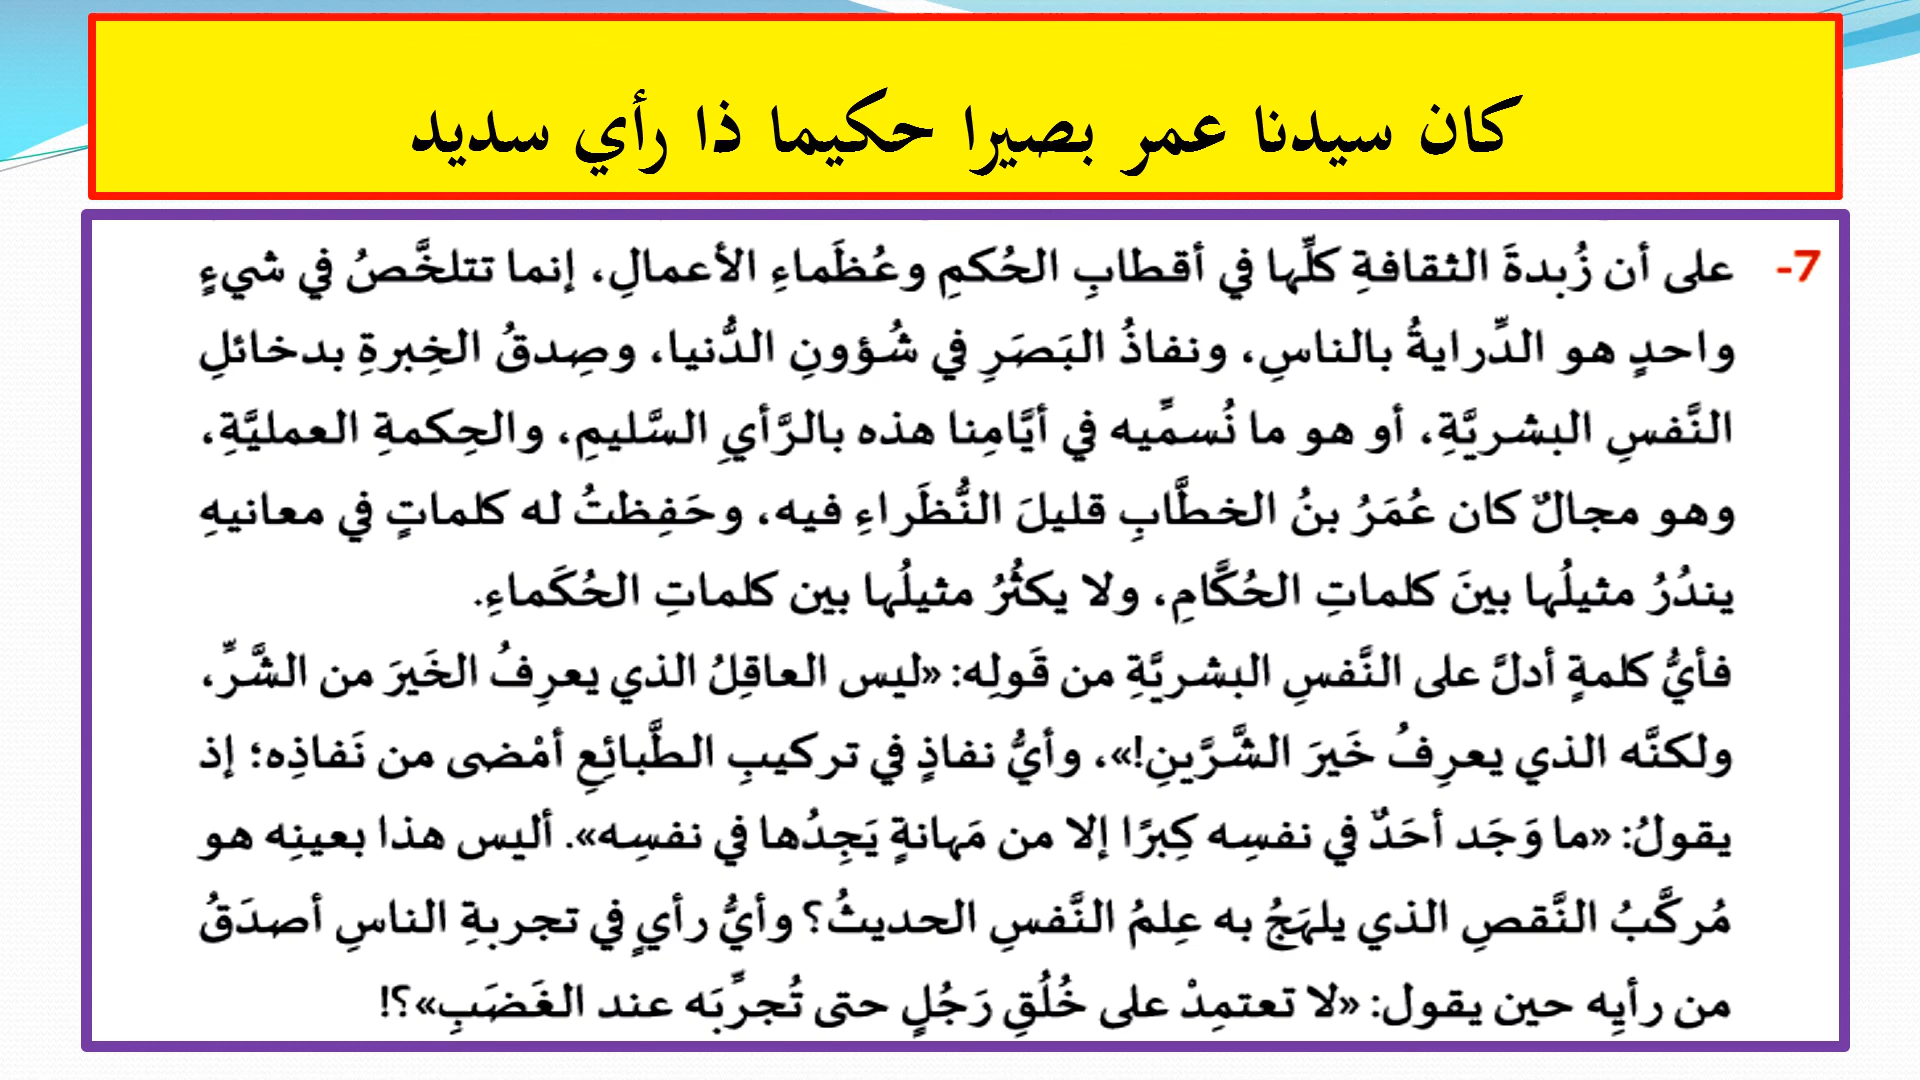 كان سيدنا عمر بصيرا حكيما ذا رأي سديد
7- على أن زُبدةَ الثقافةِ كلِّها في أقطابِ الحُكمِ وعُظَماءِ الأعمالِ، إنما تتلخَّصُ في شيءٍ
واحدٍ هو الدِّرايةُ بالناسِ، ونفاذُ البَصَرِ في شُؤونِ الدُّنيا، وصِدقُ الخِبرةِ بدخائلِ
النَّفسِ البشريَّةِ، أو هو ما نُسمِّيه في أيَّامِنا هذه بالرَّأيِ السَّليمِ، والحِكمةِ العمليَّةِ،
وهو مجالٌ كان عُمَرُ بنُ الخطَّابِ قليلَ النُّظَراءِ فيه، وحَفِظتُ له كلماتٍ في معانيهِ
يندُرُ مثيلُها بينَ كلماتِ الحُكَّامِ، ولا يكثُرُ مثيلُها بين كلماتِ الحُكَماءِ.
فأيُّ كلمةٍ أدلَّ على النَّفسِ البشريَّةِ من قَولِه: «ليس العاقِلُ الذي يعرِفُ الخَيرَ من الشَّرِّ،
ولكنَّه الذي يعرِفُ خَيرَ الشَّرَّينِ!»، وأيُّ نفاذٍ في تركيبِ الطَّبائِعِ أمْضى من نَفاذِه؛ إذ
يقولُ: «ما وَجَد أحَدٌ في نفسِه كِبرًا إلا من مَهانةٍ يَجِدُها في نفسِه». أليس هذا بعينِه هو
مُركَّبُ النَّقصِ الذي يلهَجُ به عِلمُ النَّفسِ الحديثُ؟ وأيُّ رأيٍ في تجربةِ الناسِ أصدَقُ
من رأيِه حين يقول: «لا تعتمِدْ على خُلُقِ رَجُلٍ حتى تُجرِّبَه عند الغَضَبِ»؟!